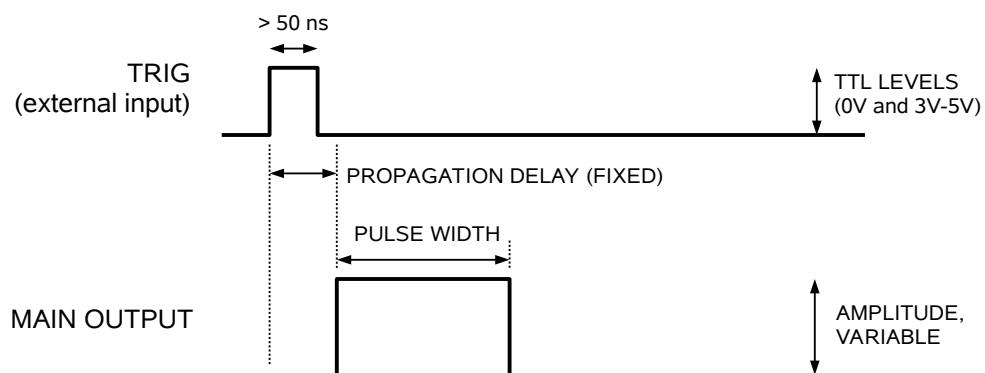 > 50 ns
TRIG
(external input)
TTL LEVELS
(0V and 3V-5V)
PROPAGATION DELAY (FIXED)
PULSE WIDTH
MAIN OUTPUT
AMPLITUDE,
VARIABLE